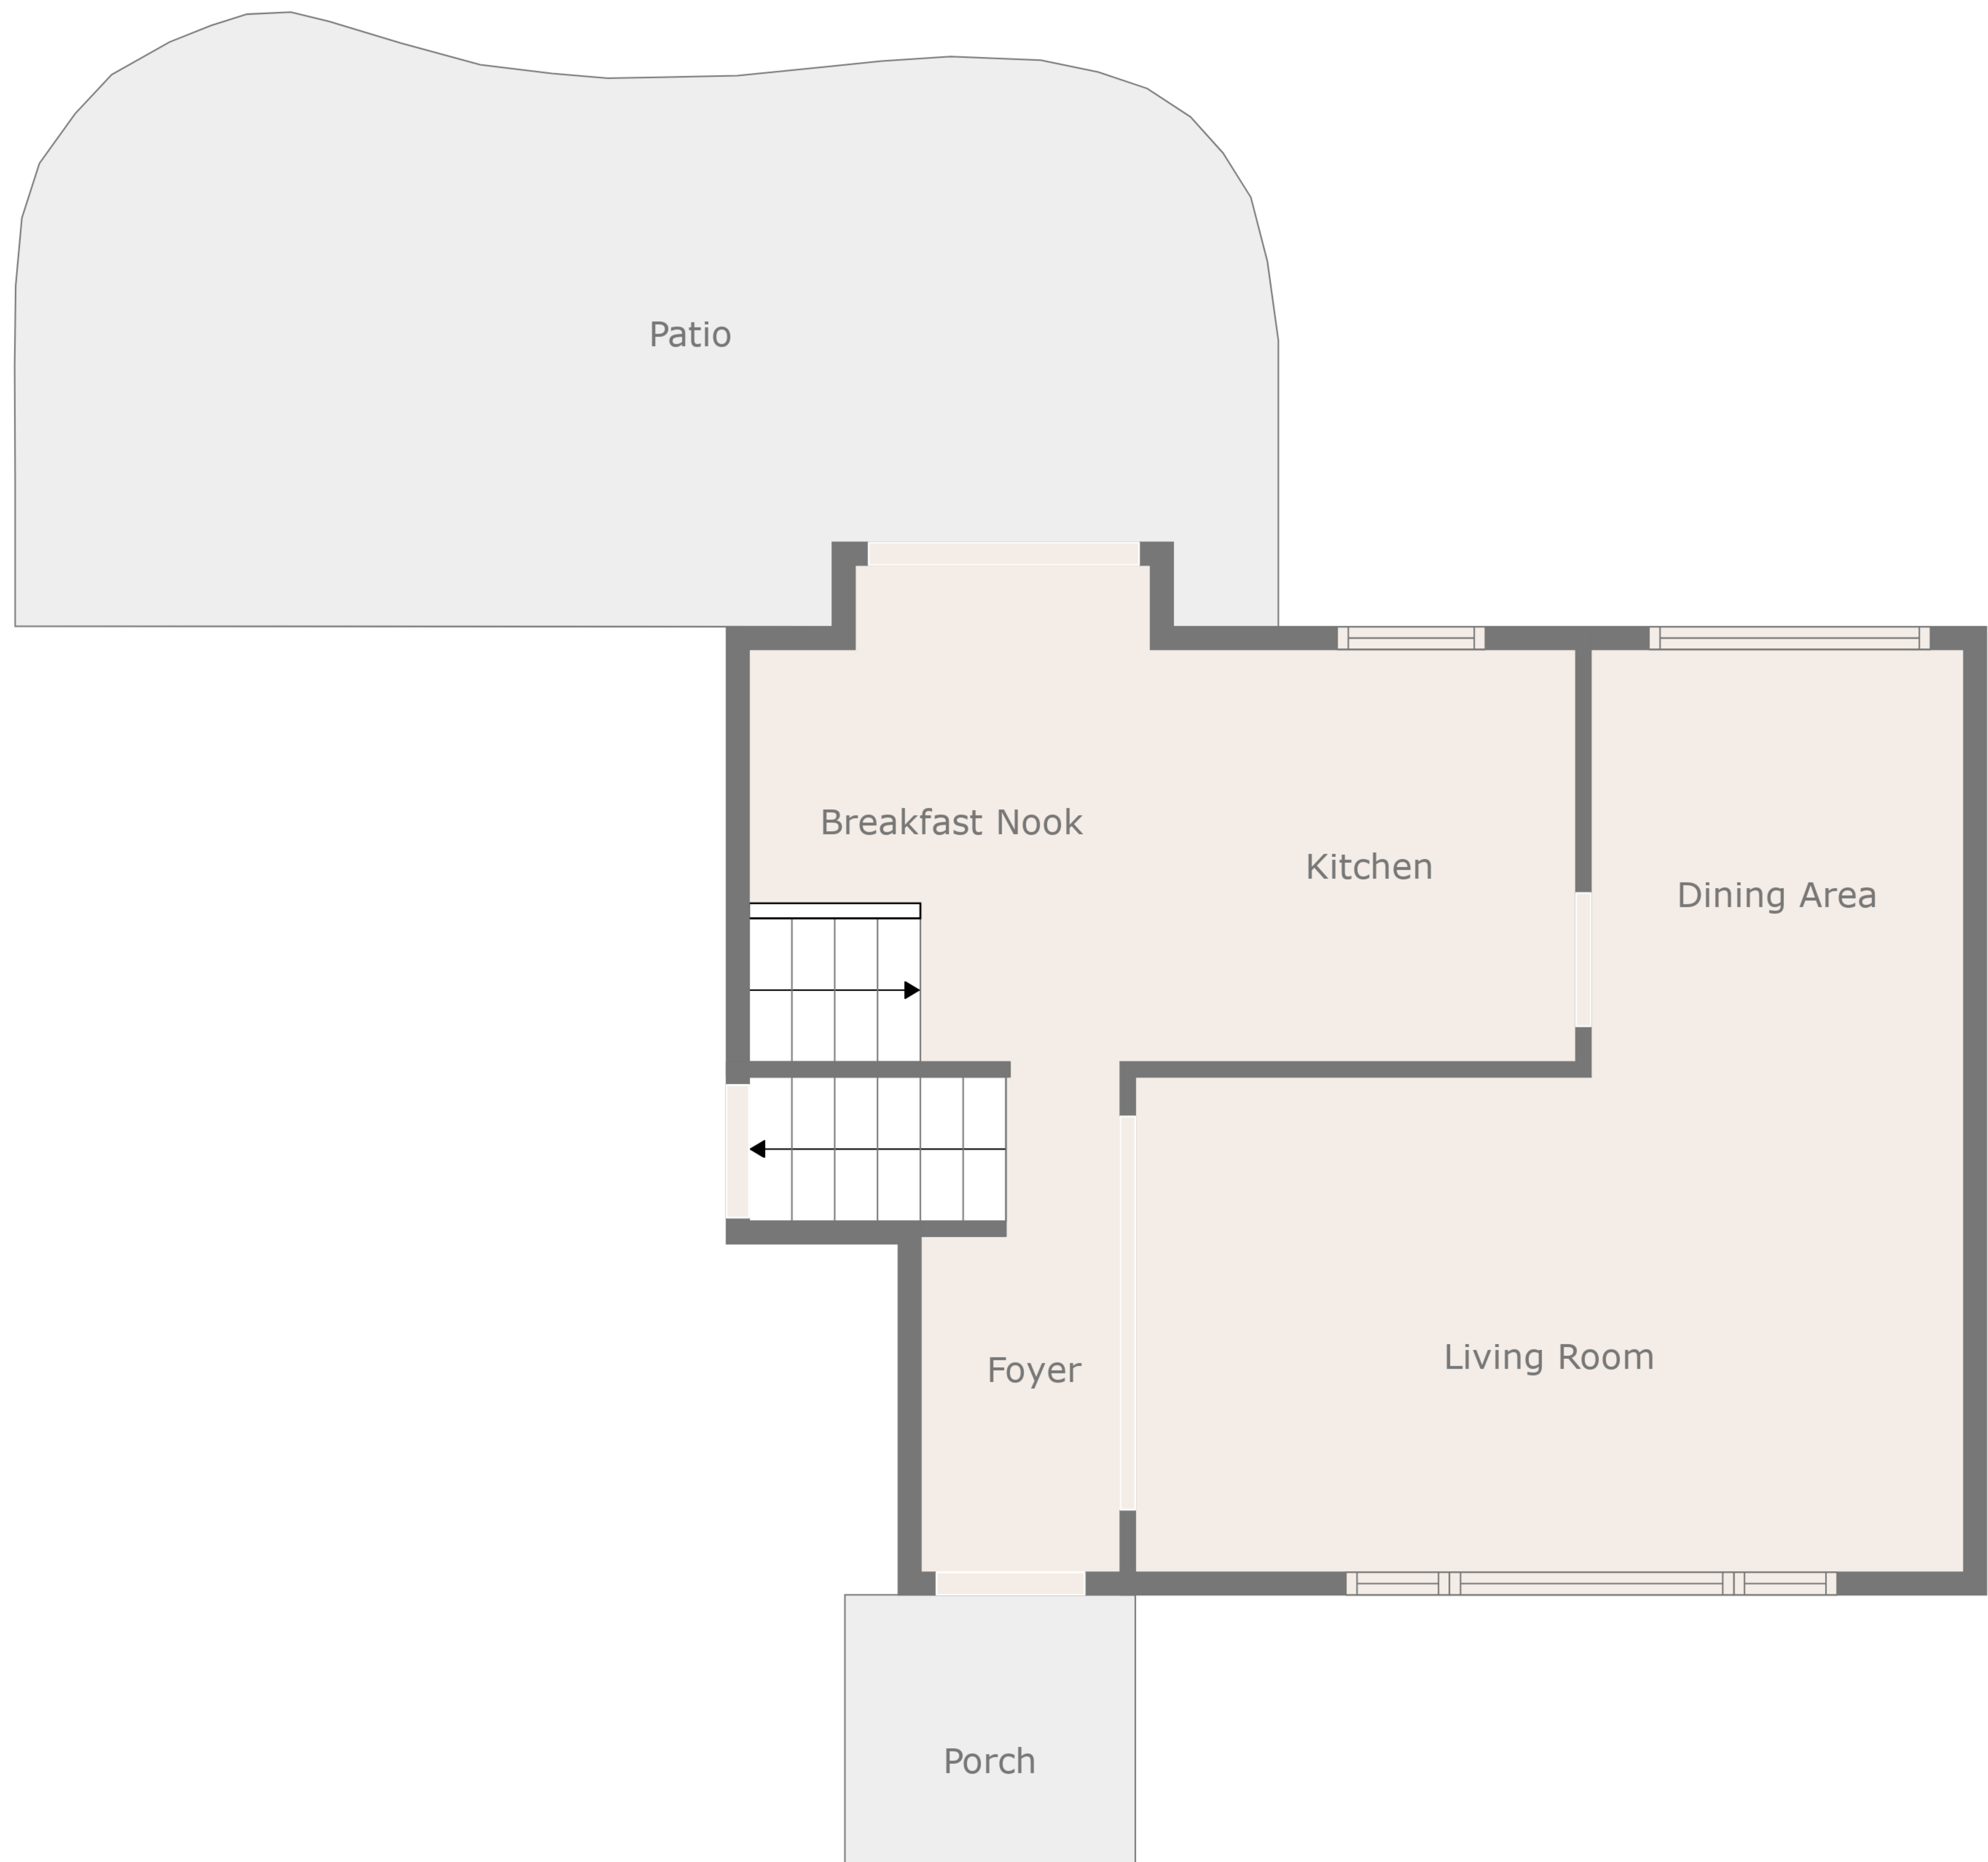 Patio
Breakfast Nook
Kitchen
Dining Area
Living Room
Foyer
Porch